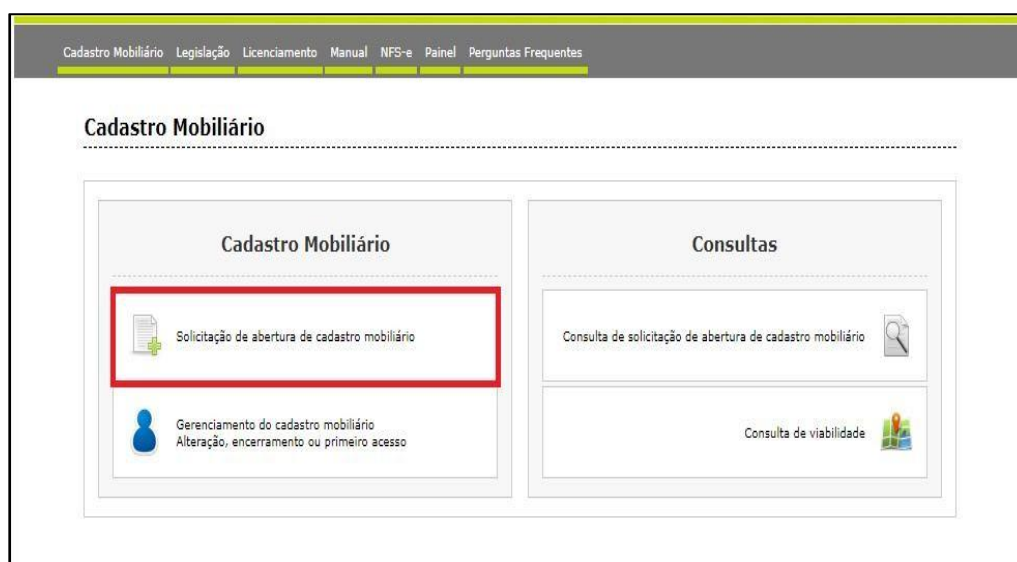 Cadastro Mobiliário Legislação Licenciamento Manual NFS-e Painel Perguntas Frequentes
Cadastro Mobiliário
Cadastro Mobiliário
Solicitação de abertura de cadastro mobiliário
Gerenciamento do cadastro mobiliário
Alteração, encerramento ou primeiro acesso
Consultas
Consulta de solicitação de abertura de cadastro mobiliário
Consulta de viabilidade